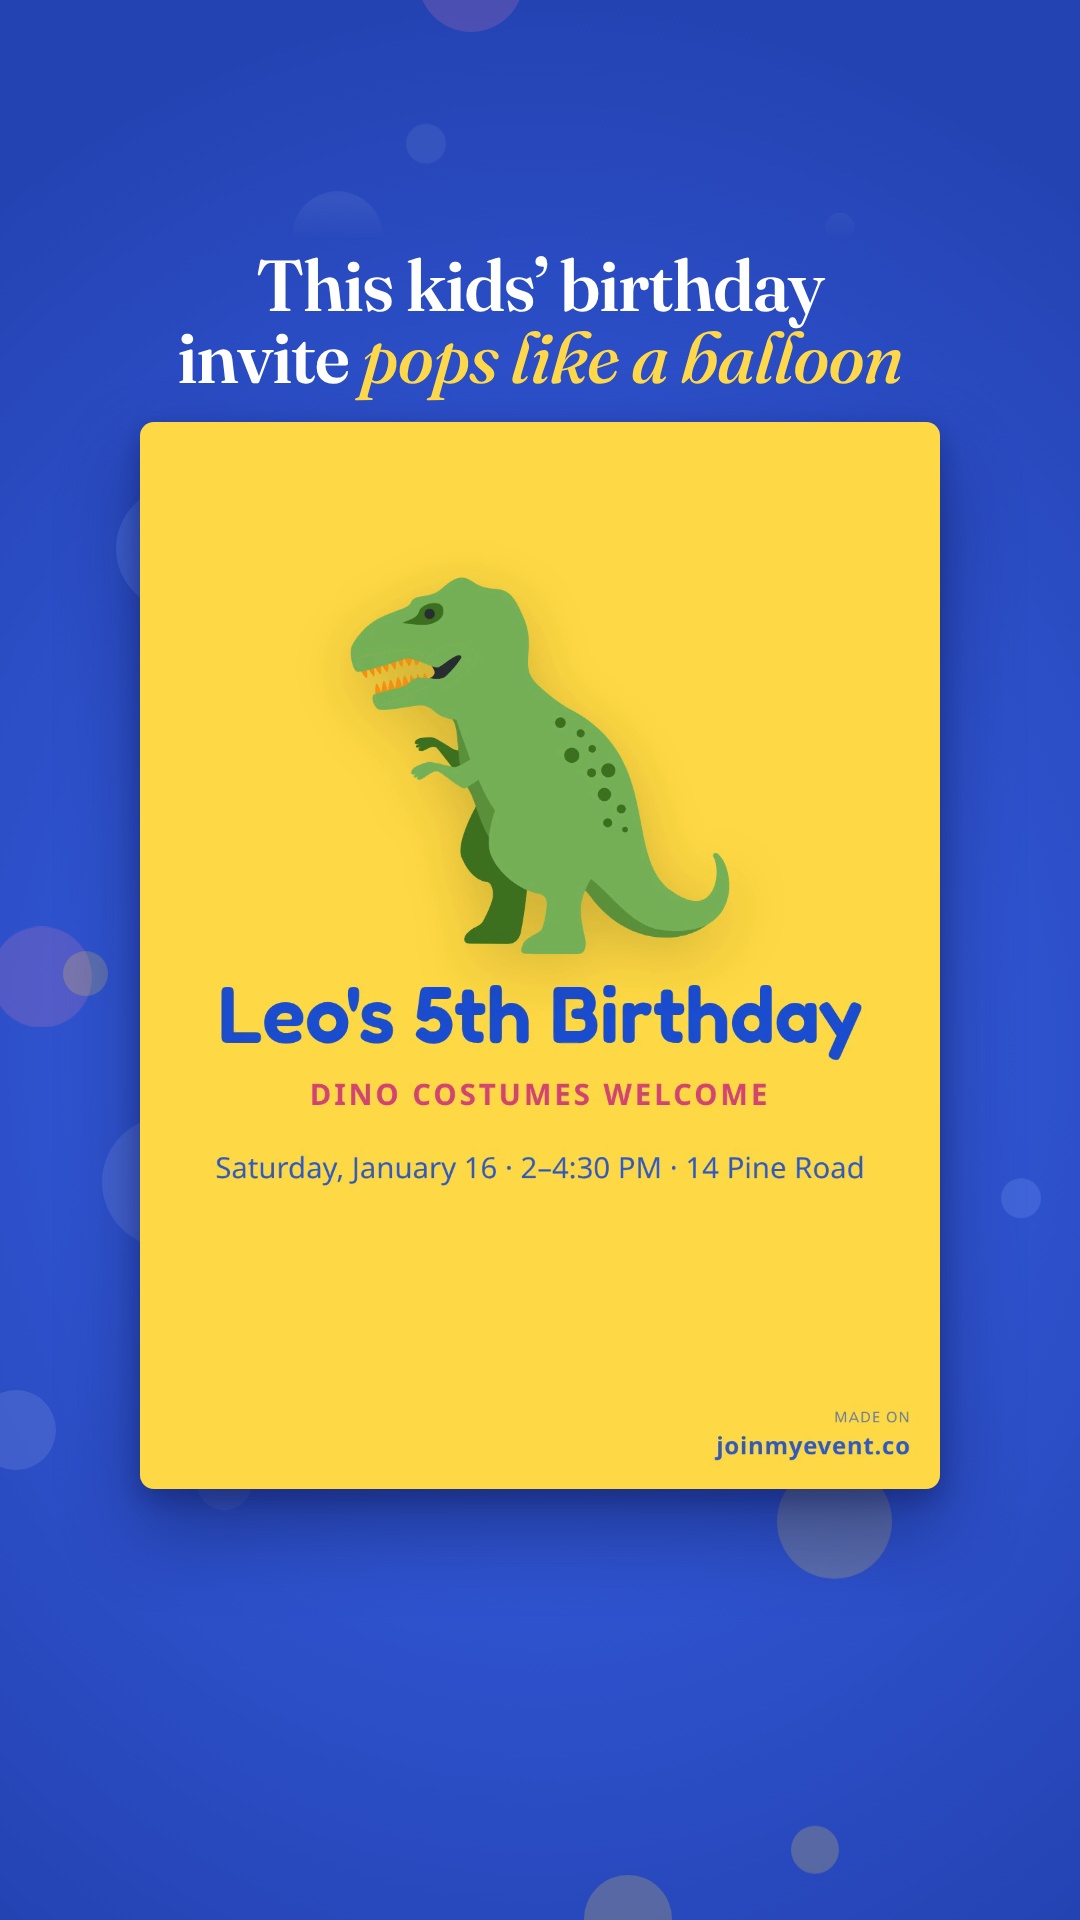 This kids’ birthday
invite pops like a balloon
Leo's 5th Birthday
DINO COSTUMES WELCOME
Saturday, January 16 · 2–4:30 PM · 14 Pine Road
MADE ON
joinmyevent.co